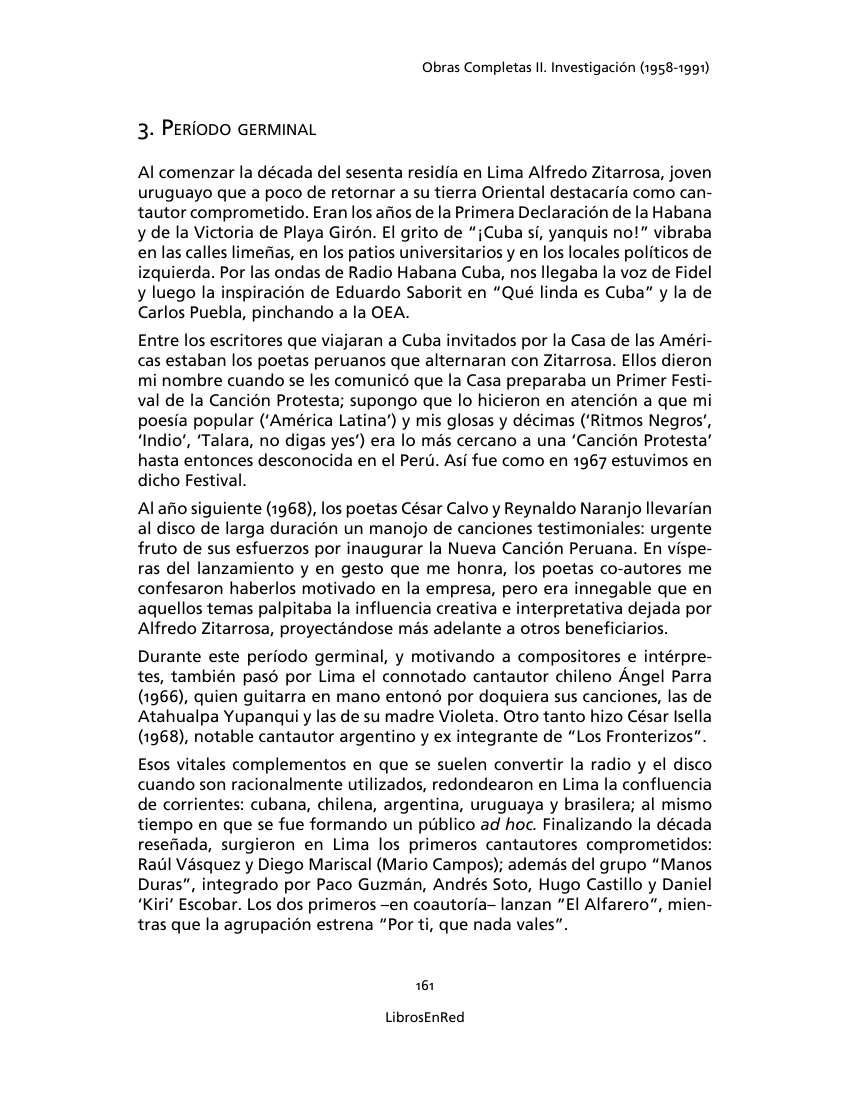 Obras Completas II. Investigación (1958-1991)
3. Período germinal
Al comenzar la década del sesenta residía en Lima Alfredo Zitarrosa, joven
uruguayo que a poco de retornar a su tierra Oriental destacaría como can-
tautor comprometido. Eran los años de la Primera Declaración de la Habana
y de la Victoria de Playa Girón. El grito de “¡Cuba sí, yanquis no!” vibraba
en las calles limeñas, en los patios universitarios y en los locales políticos de
izquierda. Por las ondas de Radio Habana Cuba, nos llegaba la voz de Fidel
y luego la inspiración de Eduardo Saborit en “Qué linda es Cuba” y la de
Carlos Puebla, pinchando a la OEA.
Entre los escritores que viajaran a Cuba invitados por la Casa de las Améri-
cas estaban los poetas peruanos que alternaran con Zitarrosa. Ellos dieron
mi nombre cuando se les comunicó que la Casa preparaba un Primer Festi-
val de la Canción Protesta; supongo que lo hicieron en atención a que mi
poesía popular (‘América Latina’) y mis glosas y décimas (‘Ritmos Negros’,
‘Indio’, ‘Talara, no digas yes’) era lo más cercano a una ‘Canción Protesta’
hasta entonces desconocida en el Perú. Así fue como en 1967 estuvimos en
dicho Festival.
Al año siguiente (1968), los poetas César Calvo y Reynaldo Naranjo llevarían
al disco de larga duración un manojo de canciones testimoniales: urgente
fruto de sus esfuerzos por inaugurar la Nueva Canción Peruana. En víspe-
ras del lanzamiento y en gesto que me honra, los poetas co-autores me
confesaron haberlos motivado en la empresa, pero era innegable que en
aquellos temas palpitaba la influencia creativa e interpretativa dejada por
Alfredo Zitarrosa, proyectándose más adelante a otros beneficiarios.
Durante este período germinal, y motivando a compositores e intérpre-
tes, también pasó por Lima el connotado cantautor chileno Ángel Parra
(1966), quien guitarra en mano entonó por doquiera sus canciones, las de
Atahualpa Yupanqui y las de su madre Violeta. Otro tanto hizo César Isella
(1968), notable cantautor argentino y ex integrante de “Los Fronterizos”.
Esos vitales complementos en que se suelen convertir la radio y el disco
cuando son racionalmente utilizados, redondearon en Lima la confluencia
de corrientes: cubana, chilena, argentina, uruguaya y brasilera; al mismo
tiempo en que se fue formando un público ad hoc. Finalizando la década
reseñada, surgieron en Lima los primeros cantautores comprometidos:
Raúl Vásquez y Diego Mariscal (Mario Campos); además del grupo “Manos
Duras”, integrado por Paco Guzmán, Andrés Soto, Hugo Castillo y Daniel
‘Kiri’ Escobar. Los dos primeros –en coautoría– lanzan “El Alfarero”, mien-
tras que la agrupación estrena “Por ti, que nada vales”.
161
LibrosEnRed